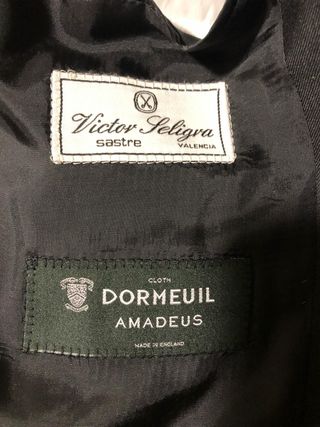 Victor Seligra
sastre VALENCIA
CLOTH
DORMEUIL
AMADEUS
MADE IN ENGLAND